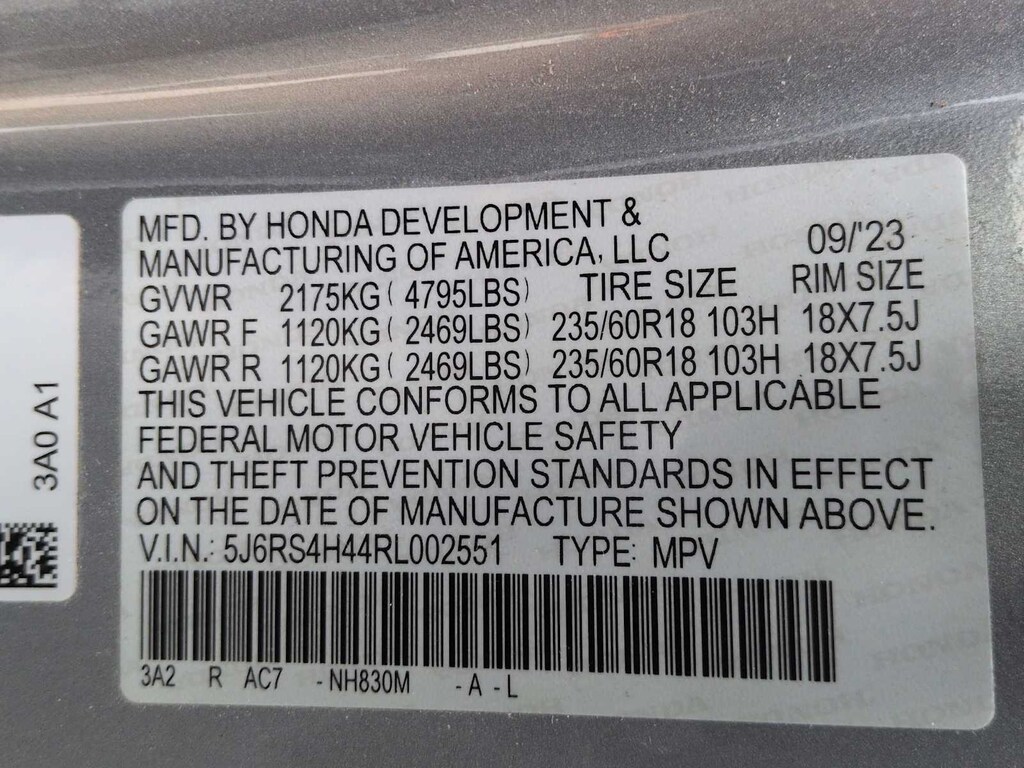 MFD. BY HONDA DEVELOPMENT &
MANUFACTURING OF AMERICA, LLC 09/'23
GVWR 2175KG ( 4795LBS) TIRE SIZE RIM SIZE
GAWR F 1120KG ( 2469LBS) 235/60R18 103H 18X7.5J
GAWR R 1120KG ( 2469LBS) 235/60R18 103H 18X7.5J
THIS VEHICLE CONFORMS TO ALL APPLICABLE
FEDERAL MOTOR VEHICLE SAFETY
AND THEFT PREVENTION STANDARDS IN EFFECT
ON THE DATE OF MANUFACTURE SHOWN ABOVE.
V.I.N.: 5J6RS4H44RL002551 TYPE: MPV
3A2 R AC7 -NH830M -A -L
3A0 A1